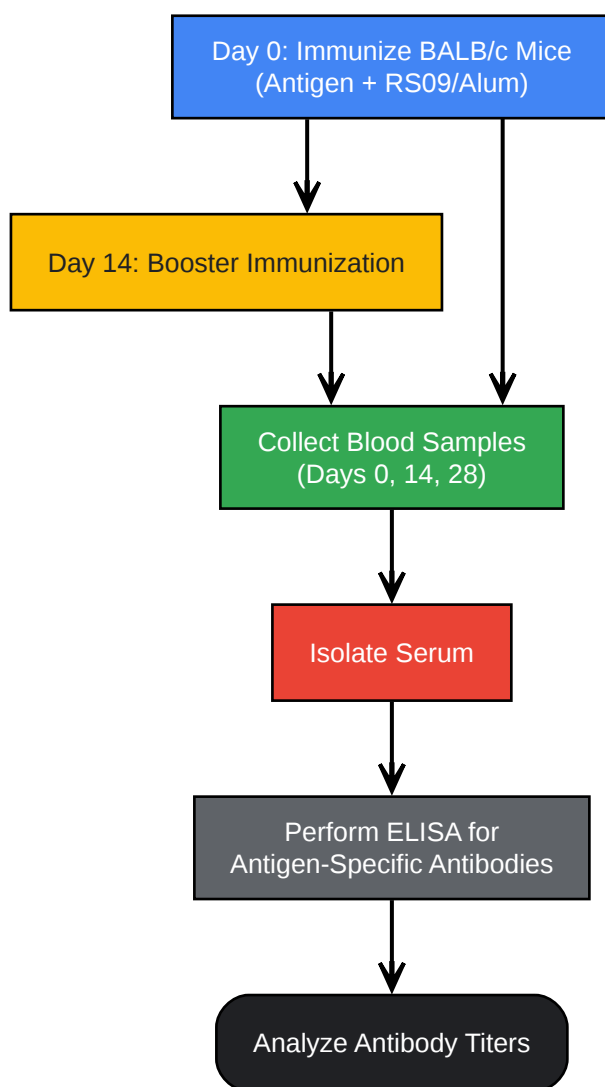 Day 0: Immunize BALB/c Mice
(Antigen + RS09/Alum)
Day 14: Booster Immunization
Collect Blood Samples
(Days 0, 14, 28)
Isolate Serum
Perform ELISA for
Antigen-Specific Antibodies
Analyze Antibody Titers